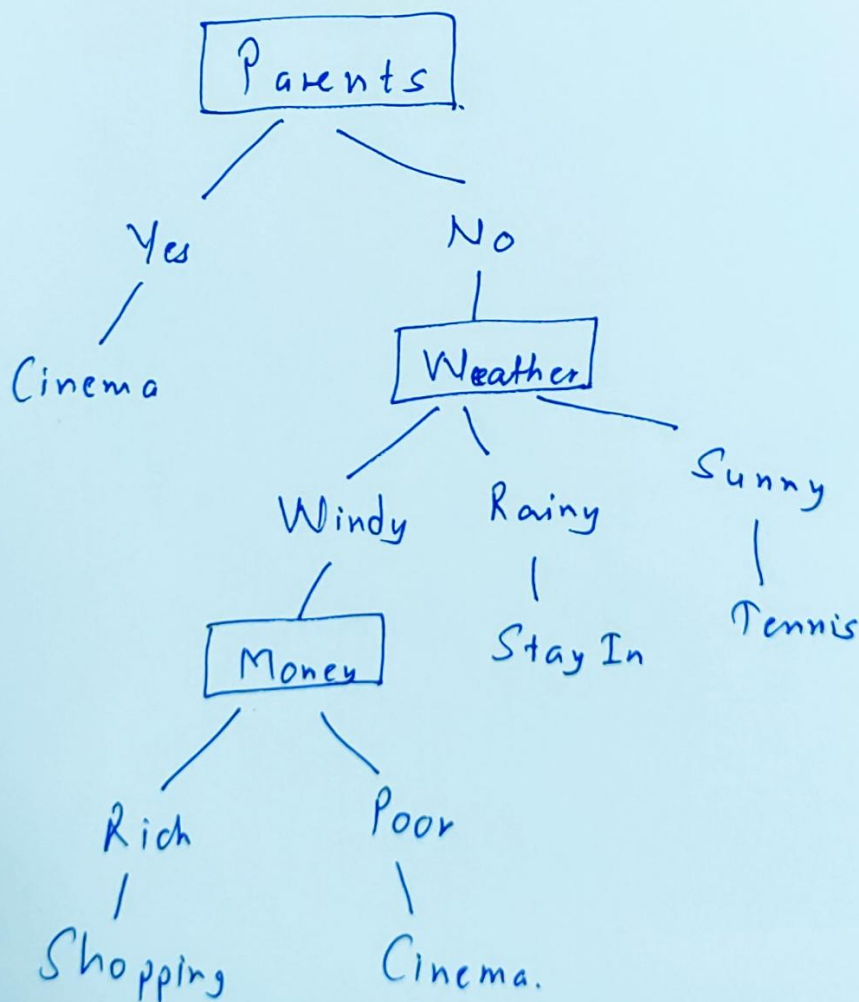 Parents
Yes
No
Cinema
Weather
Windy
Rainy
Sunny
Money
Stay In
Tennis
Rich
Poor
Shopping
Cinema.